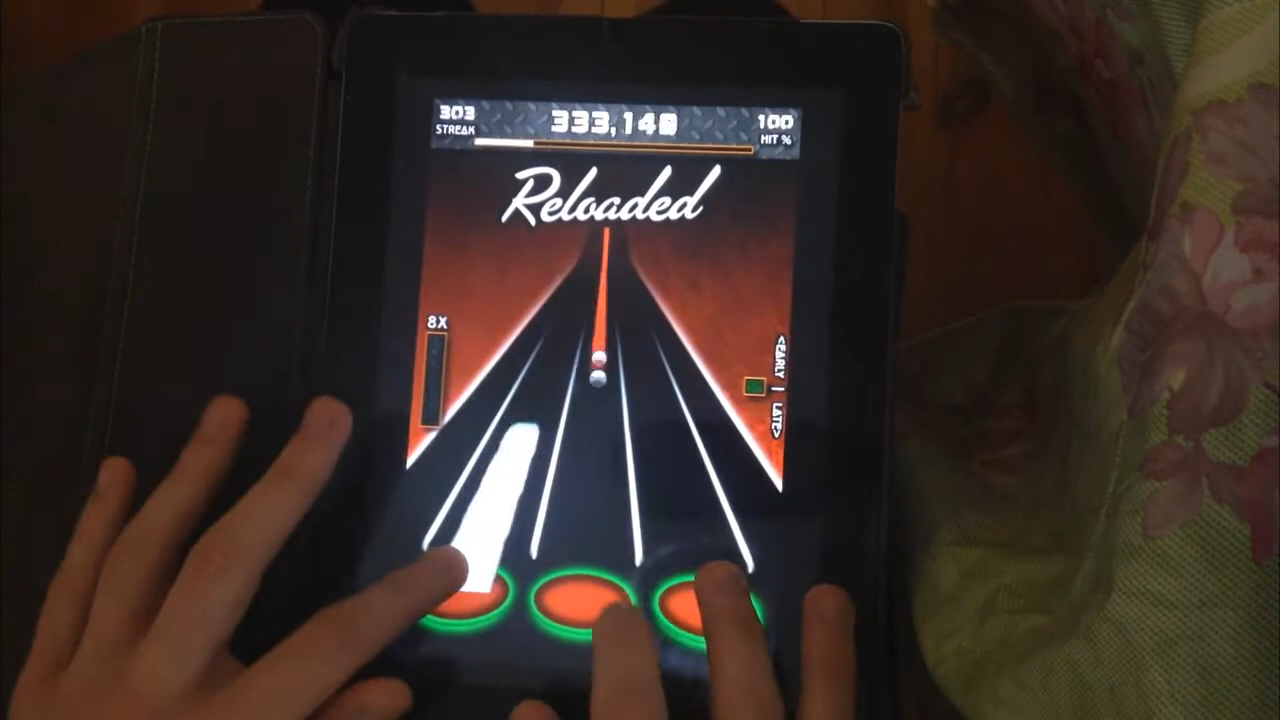 303
STREAK
100
HIT %
Reloaded
8X
<EARLY | LATE>